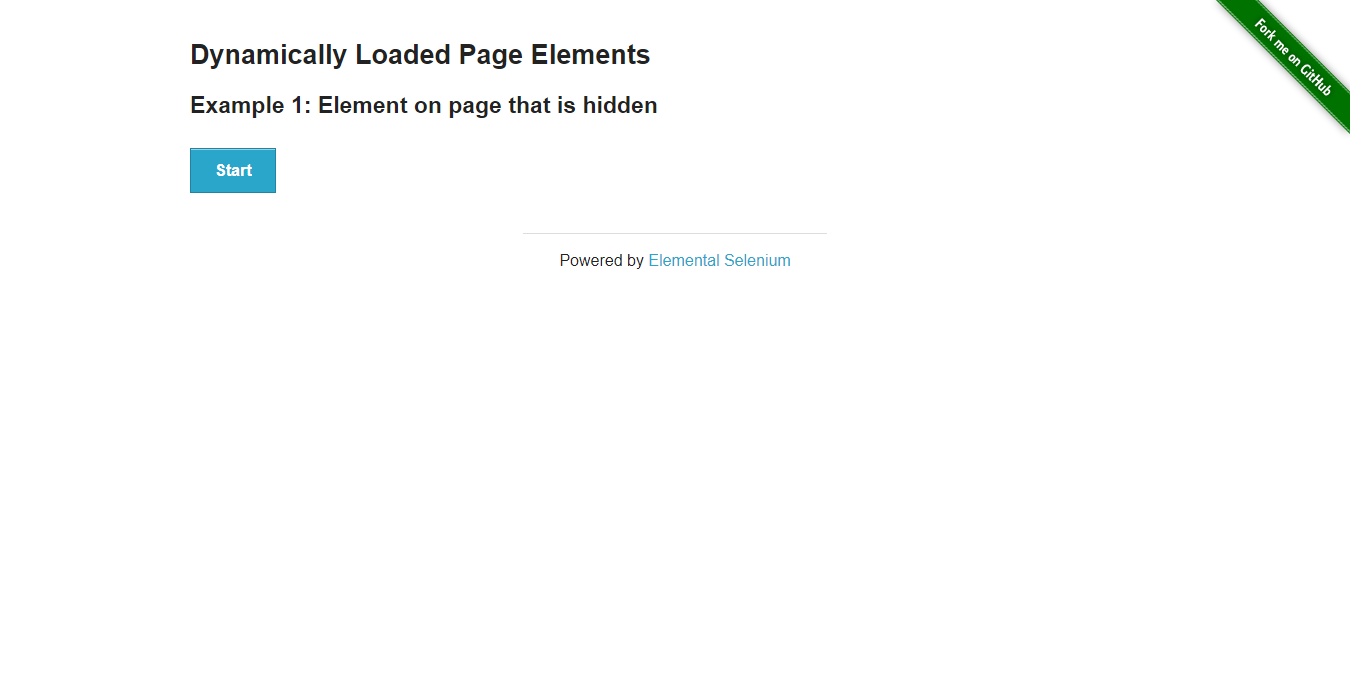 Fork me on GitHub
Dynamically Loaded Page Elements
Example 1: Element on page that is hidden
Start
Powered by Elemental Selenium